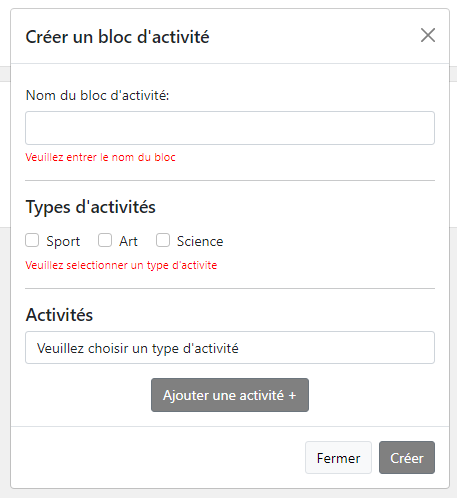 Créer un bloc d'activité
Nom du bloc d'activité:
Veuillez entrer le nom du bloc
Types d'activités
Sport Art Science
Veuillez selectionner un type d'activite
Activités
Veuillez choisir un type d'activité
Ajouter une activité +
Fermer Créer